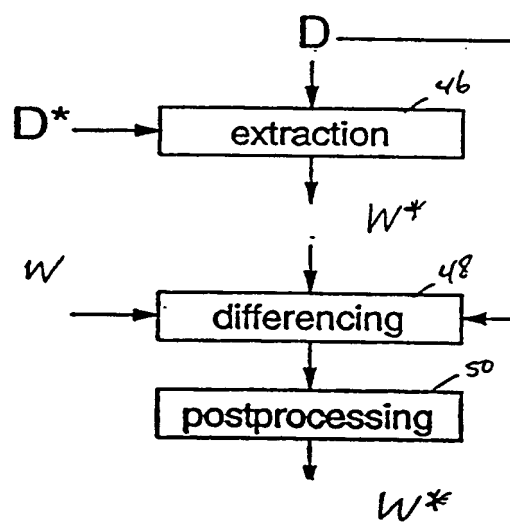 D
46
D*
extraction
W*
W
48
differencing
50
postprocessing
W*